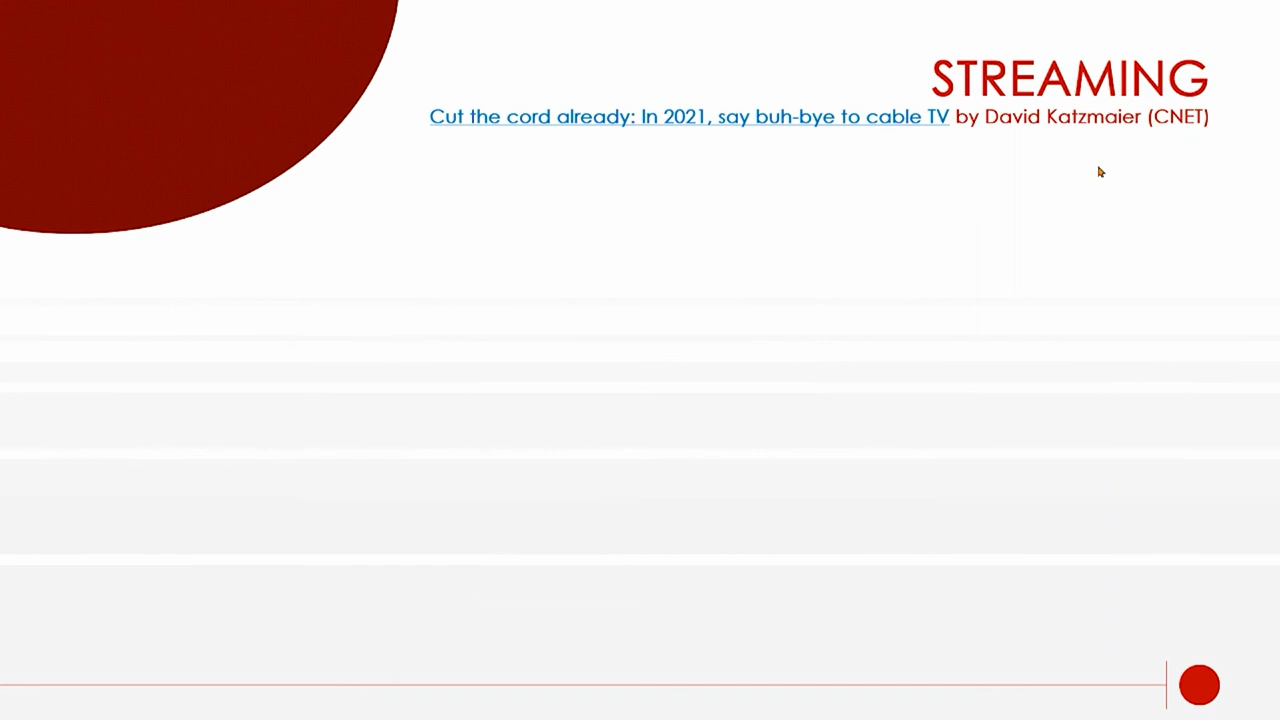 STREAMING
Cut the cord already: In 2021, say buh-bye to cable TV by David Katzmaier (CNET)